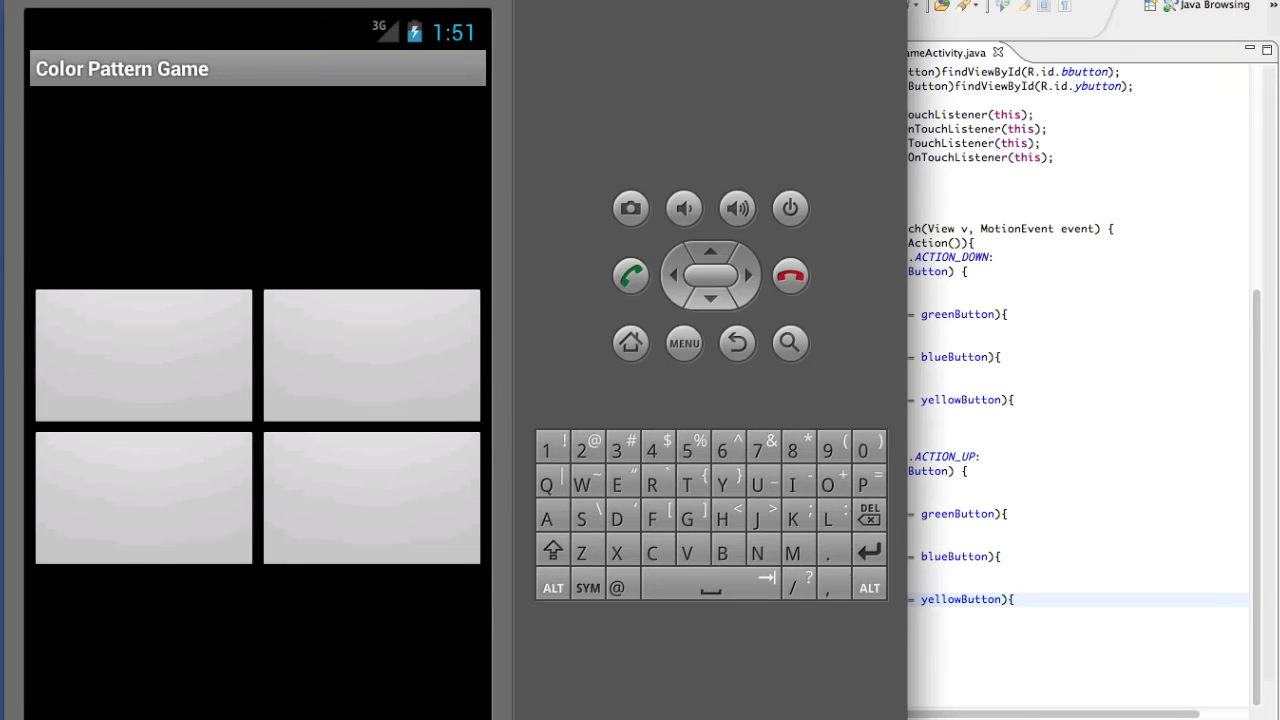 3G 1:51
Color Pattern Game
MENU
1 ! 2 @ 3 # 4 $ 5 % 6 ^ 7 & 8 * 9 ( 0 )
Q | W ~ E " R ` T { Y } U _ I - O + P =
A S \ D ' F [ G ] H < J > K ; L : DEL
Z X C V B N M .
ALT SYM @ / ? , ALT
Java Browsing
ameActivity.java
tton)findViewById(R.id.bbutton);
Button)findViewById(R.id.ybutton);
ouchListener(this);
nTouchListener(this);
TouchListener(this);
OnTouchListener(this);
ch(View v, MotionEvent event) {
Action()){
.ACTION_DOWN:
Button) {
= greenButton){
= blueButton){
= yellowButton){
.ACTION_UP:
Button) {
= greenButton){
= blueButton){
= yellowButton){